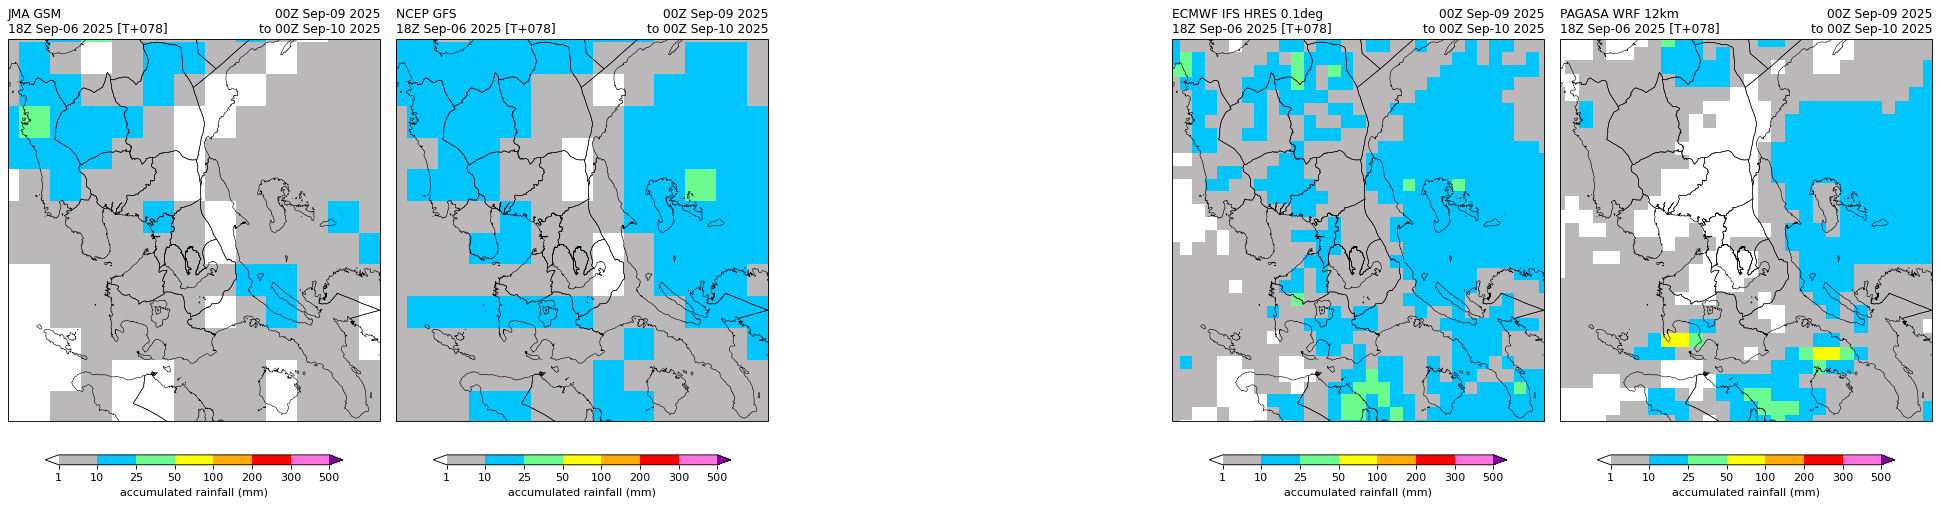 JMA GSM 00Z Sep-09 2025
18Z Sep-06 2025 [T+078] to 00Z Sep-10 2025
1 10 25 50 100 200 300 500
accumulated rainfall (mm)
NCEP GFS 00Z Sep-09 2025
18Z Sep-06 2025 [T+078] to 00Z Sep-10 2025
1 10 25 50 100 200 300 500
accumulated rainfall (mm)
ECMWF IFS HRES 0.1deg 00Z Sep-09 2025
18Z Sep-06 2025 [T+078] to 00Z Sep-10 2025
1 10 25 50 100 200 300 500
accumulated rainfall (mm)
PAGASA WRF 12km 00Z Sep-09 2025
18Z Sep-06 2025 [T+078] to 00Z Sep-10 2025
1 10 25 50 100 200 300 500
accumulated rainfall (mm)